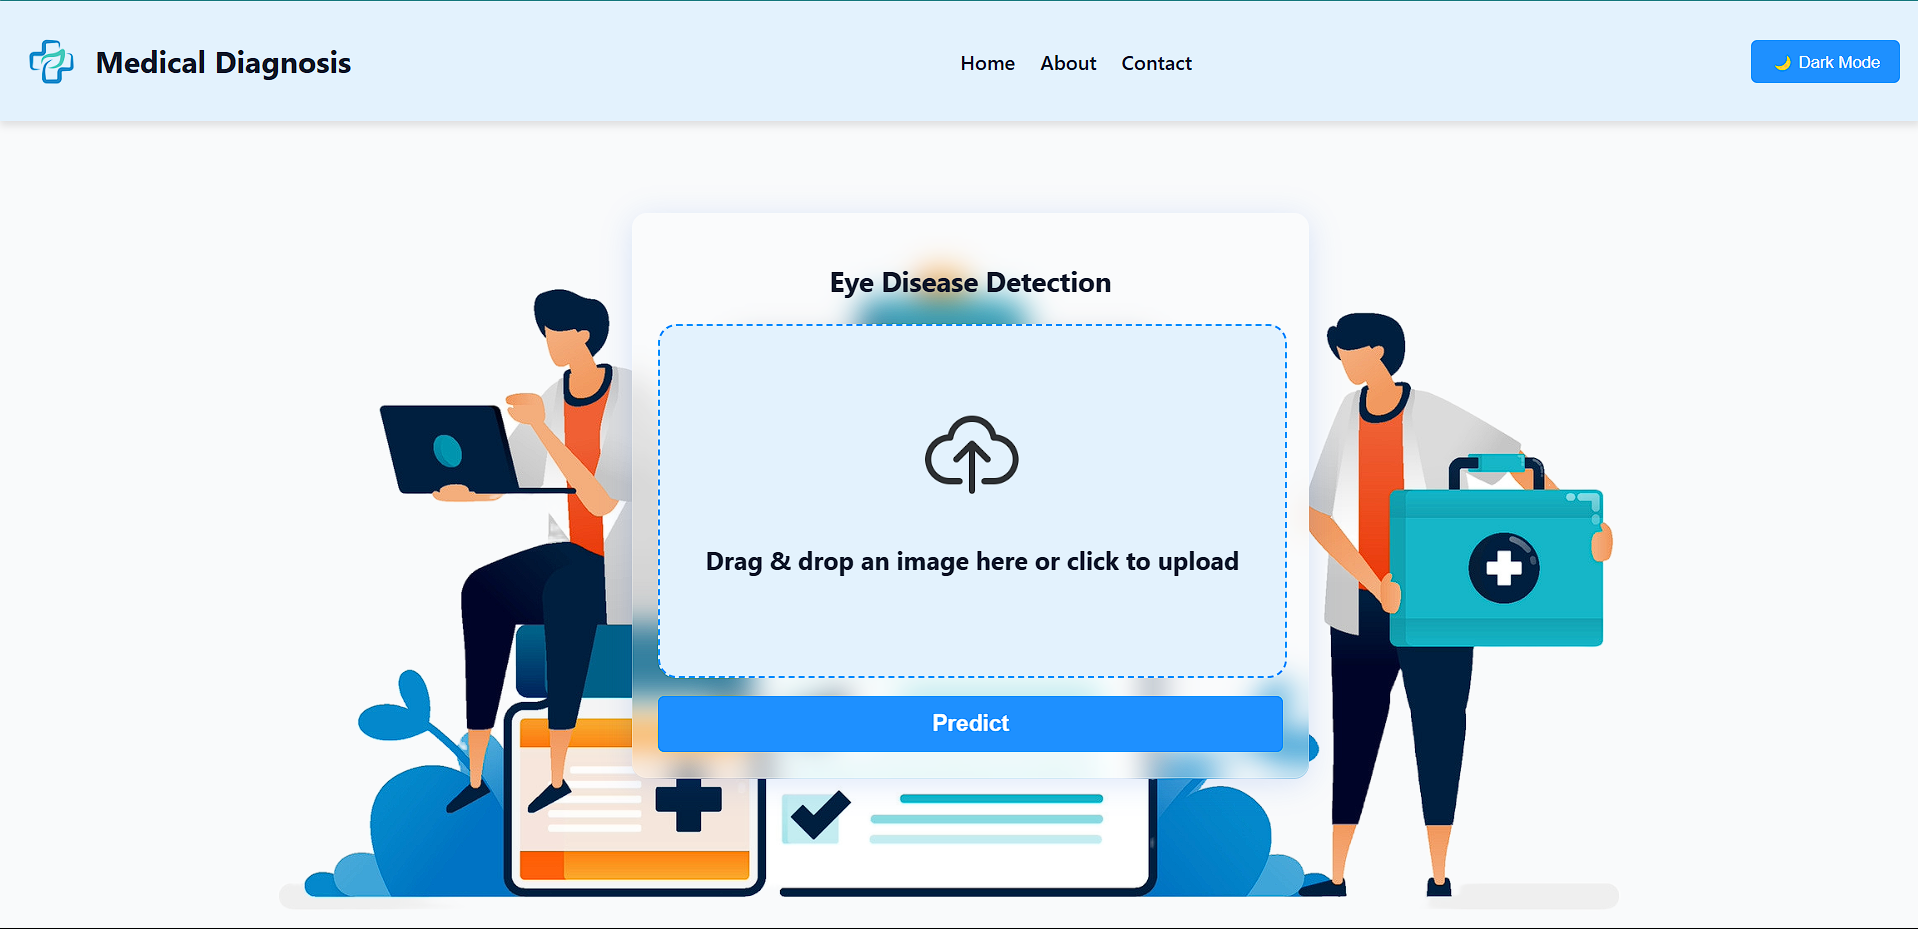 Medical Diagnosis
Home About Contact
🌙 Dark Mode
Eye Disease Detection
Drag & drop an image here or click to upload
Predict